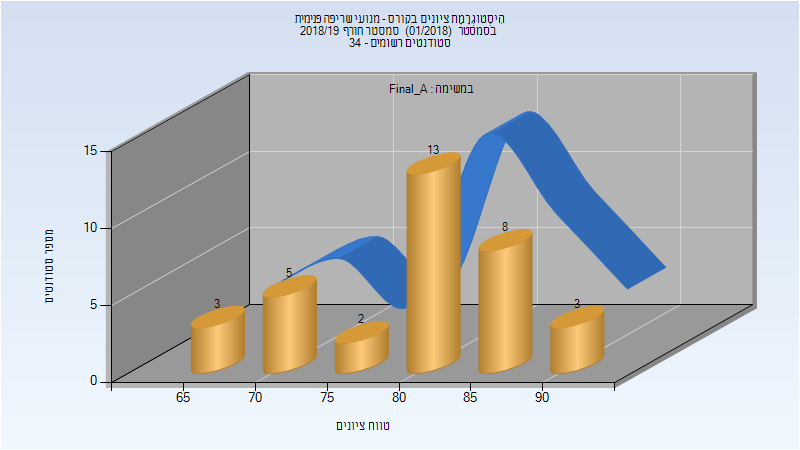 היסטוגרמת ציונים בקורס - מנועי שריפה פנימית
בסמסטר (01/2018) סמסטר חורף 2018/19
סטודנטים רשומים - 34
במשימה : Final_A
מספר סטודנטים
15
10
5
0
3
5
2
13
8
3
65
70
75
80
85
90
טווח ציונים